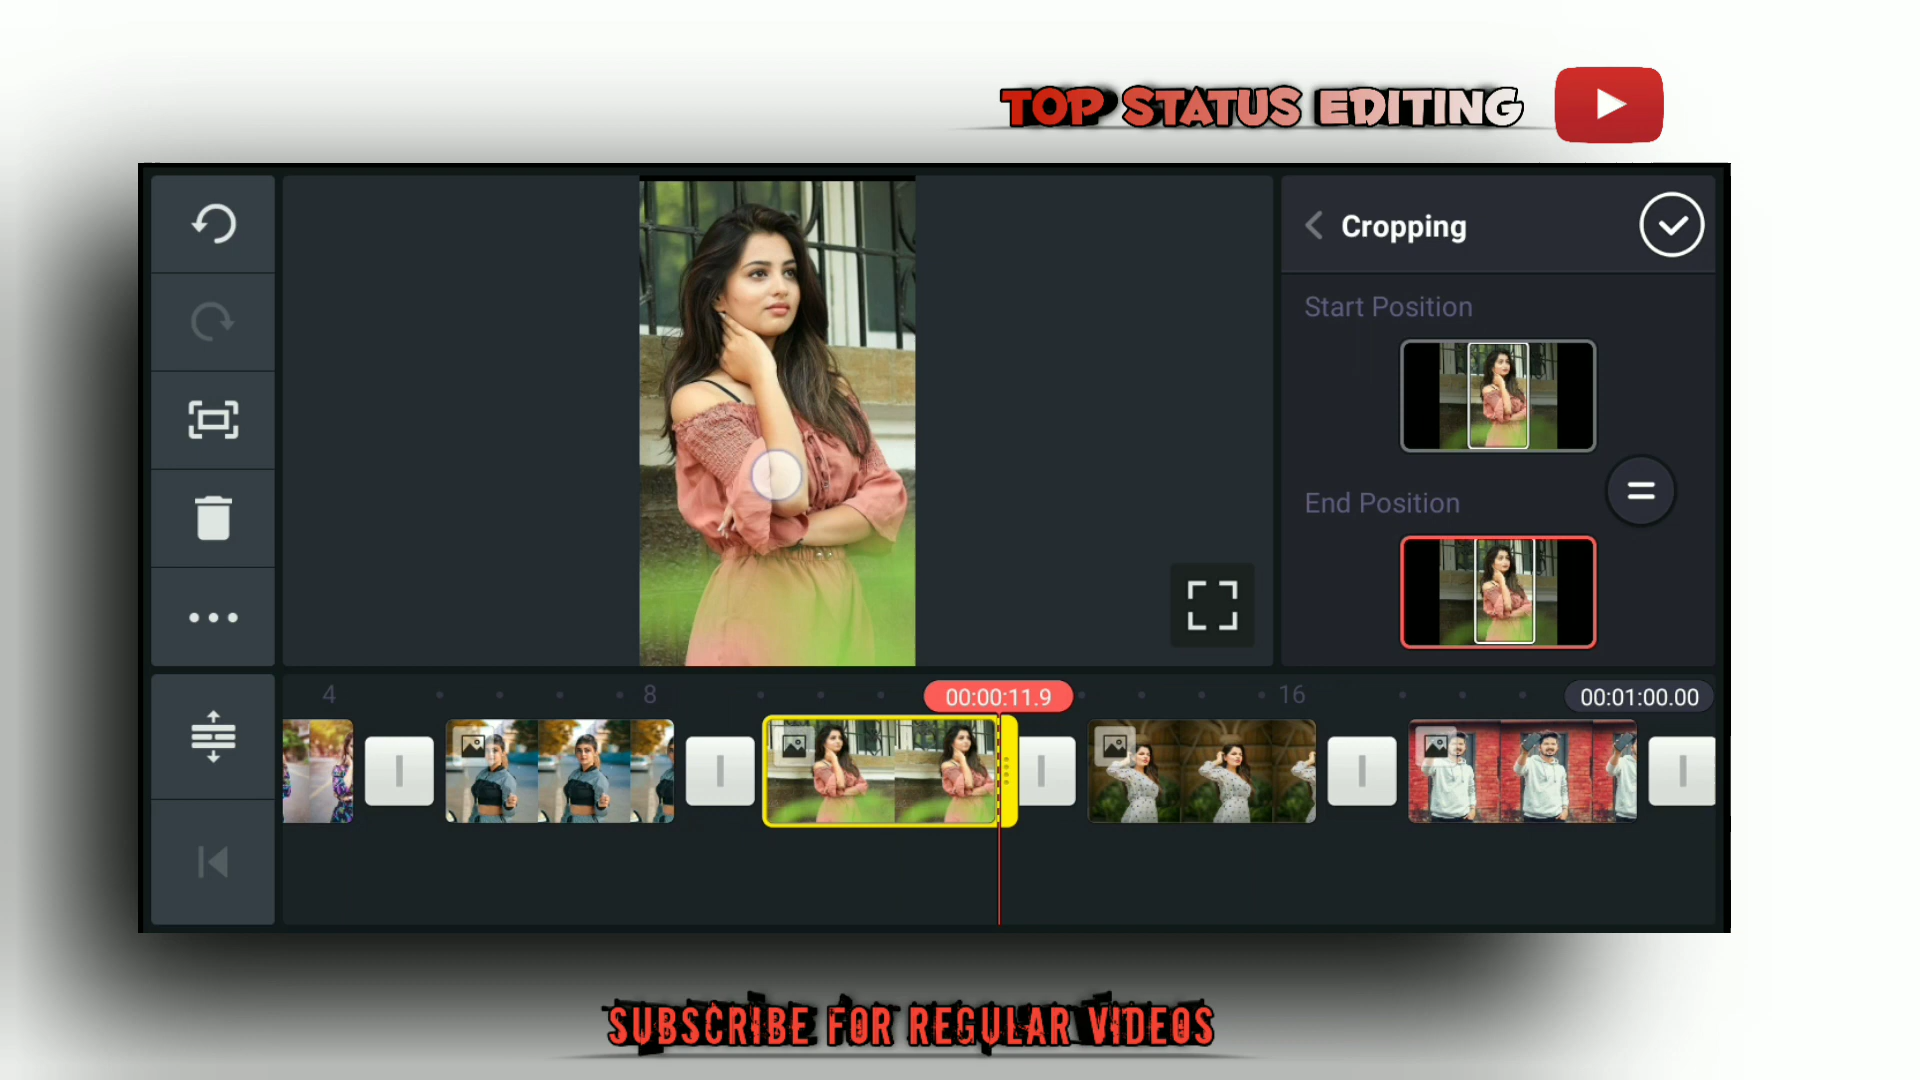 TOP STATUS EDITING
Cropping
Start Position
End Position
4
8
00:00:11.9
16
00:01:00.00
SUBSCRIBE FOR REGULAR VIDEOS